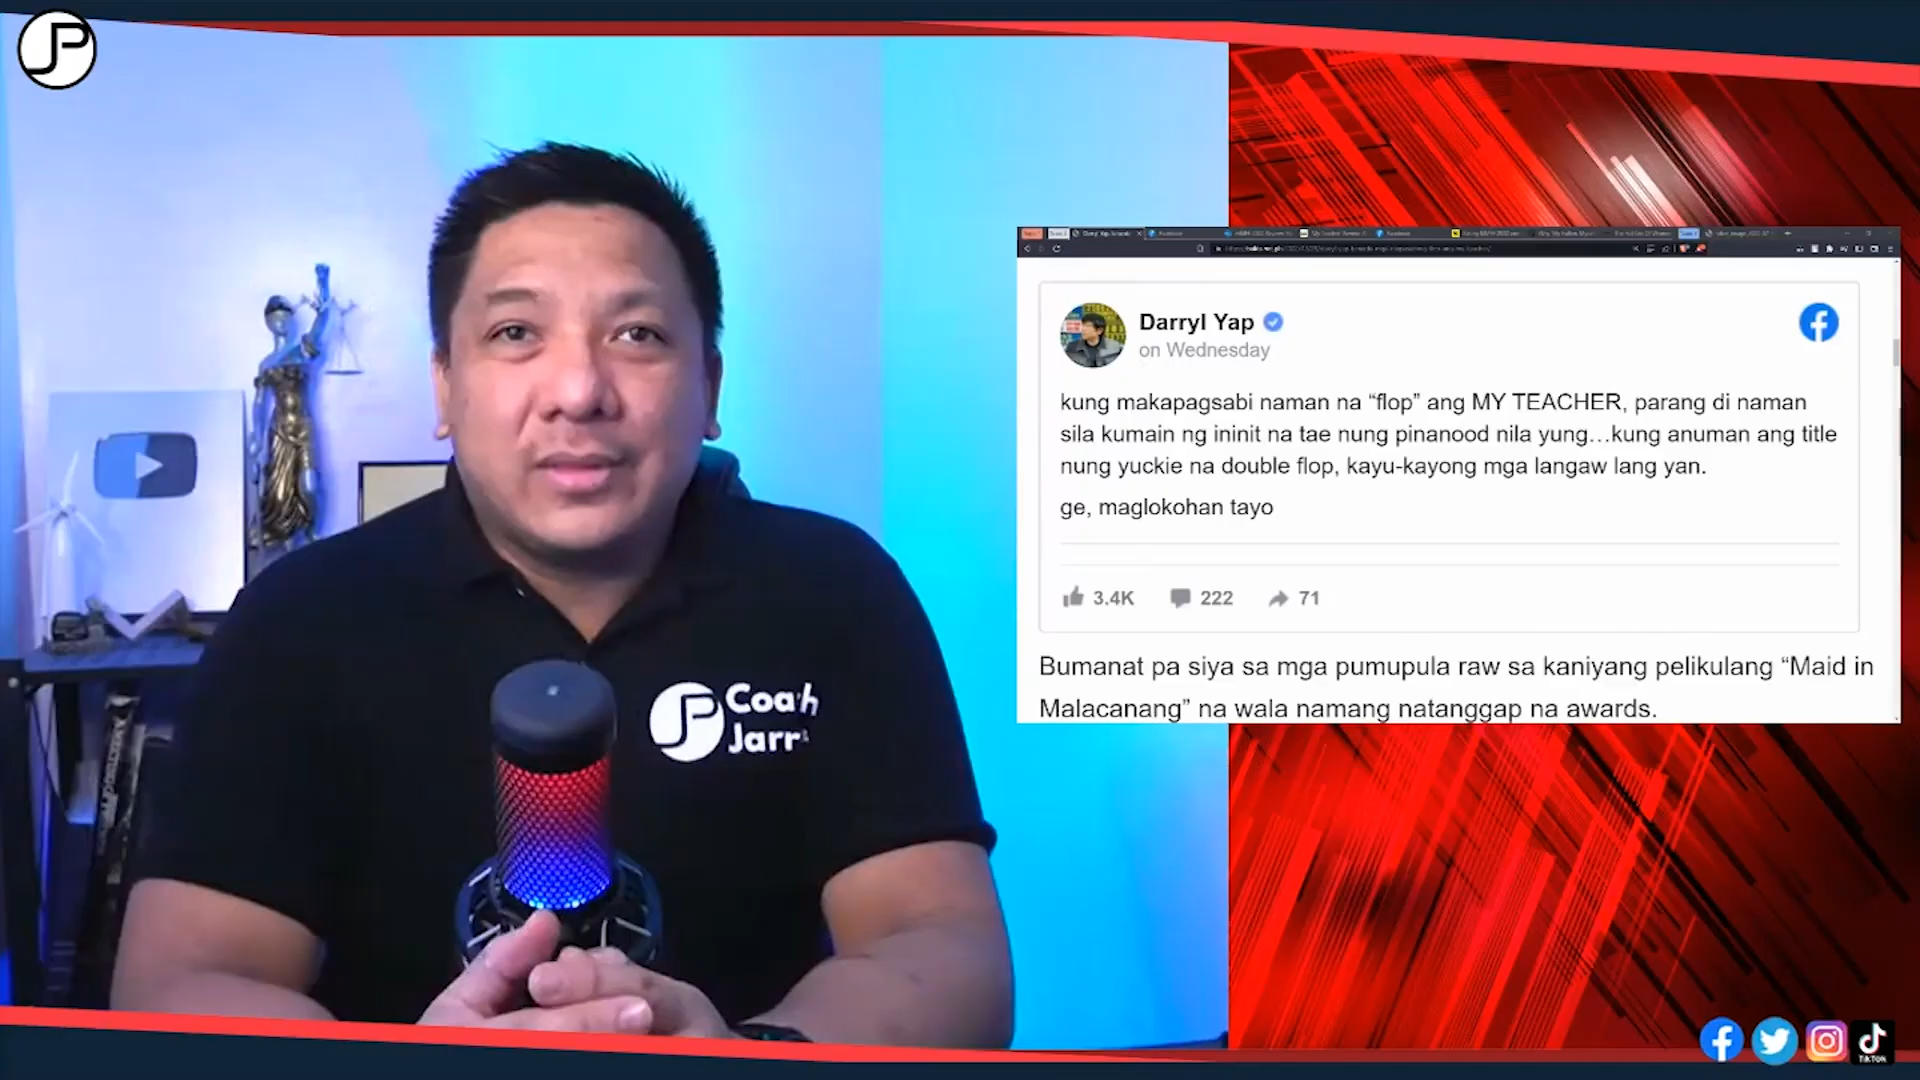 JP
Coach
Jarr
Darryl Yap
on Wednesday
kung makapagsabi naman na “flop” ang MY TEACHER, parang di naman
sila kumain ng ininit na tae nung pinanood nila yung…kung anuman ang title
nung yuckie na double flop, kayu-kayong mga langaw lang yan.
ge, maglokohan tayo
3.4K 222 71
Bumanat pa siya sa mga pumupula raw sa kaniyang pelikulang “Maid in
Malacanang” na wala namang natanggap na awards.
TikTok